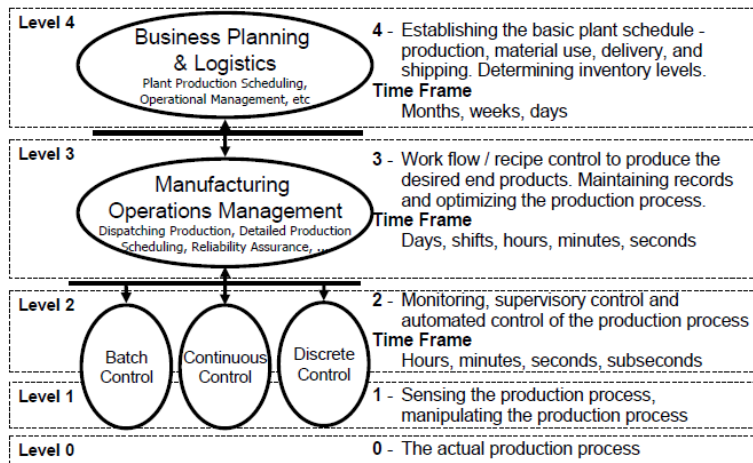 Level 4
Business Planning
& Logistics
Plant Production Scheduling,
Operational Management, etc
4 - Establishing the basic plant schedule -
production, material use, delivery, and
shipping. Determining inventory levels.
Time Frame
Months, weeks, days
Level 3
Manufacturing
Operations Management
Dispatching Production, Detailed Production
Scheduling, Reliability Assurance, ...
3 - Work flow / recipe control to produce the
desired end products. Maintaining records
and optimizing the production process.
Time Frame
Days, shifts, hours, minutes, seconds
Level 2
Batch
Control
Continuous
Control
Discrete
Control
2 - Monitoring, supervisory control and
automated control of the production process
Time Frame
Hours, minutes, seconds, subseconds
Level 1
1 - Sensing the production process,
manipulating the production process
Level 0
0 - The actual production process